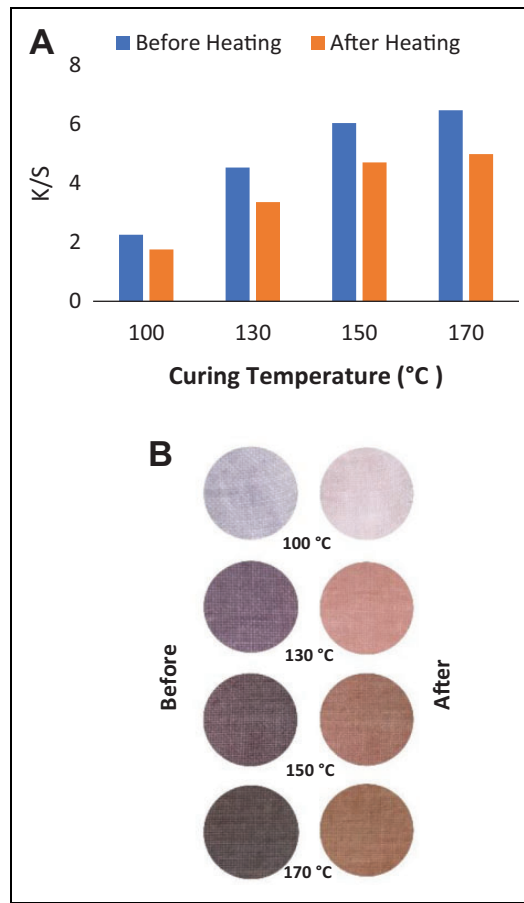 A
Before Heating After Heating
8
6
4
2
0
K/S
100 130 150 170
Curing Temperature (°C )
B
100 °C
130 °C
Before
After
150 °C
170 °C